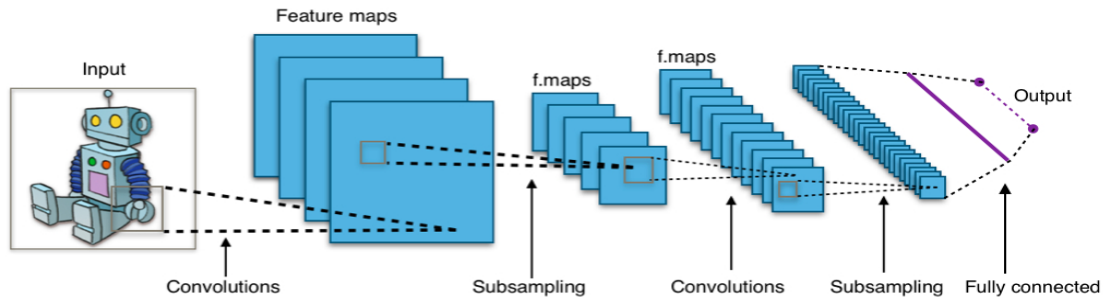 Feature maps
Input
f.maps
f.maps
Output
Convolutions
Subsampling
Convolutions
Subsampling
Fully connected